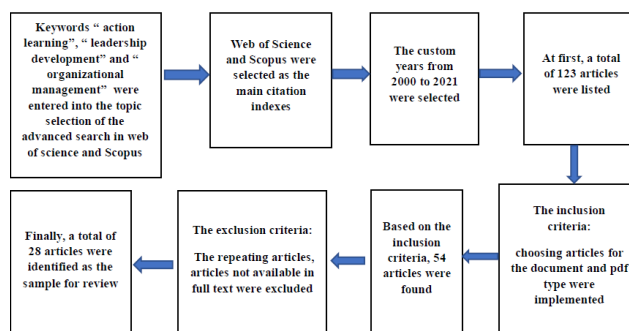 Keywords “ action
learning”, “ leadership
development” and “
organizational
management” were
entered into the topic
selection of the
advanced search in web
of science and Scopus
Web of Science
and Scopus were
selected as the
main citation
indexes
The custom
years from
2000 to 2021
were selected
At first, a total
of 123 articles
were listed
The inclusion
criteria:
choosing articles for
the document and pdf
type were
implemented
Based on the
inclusion
criteria, 54
articles were
found
The exclusion criteria:
The repeating articles,
articles not available in
full text were excluded
Finally, a total of
28 articles were
identified as the
sample for review